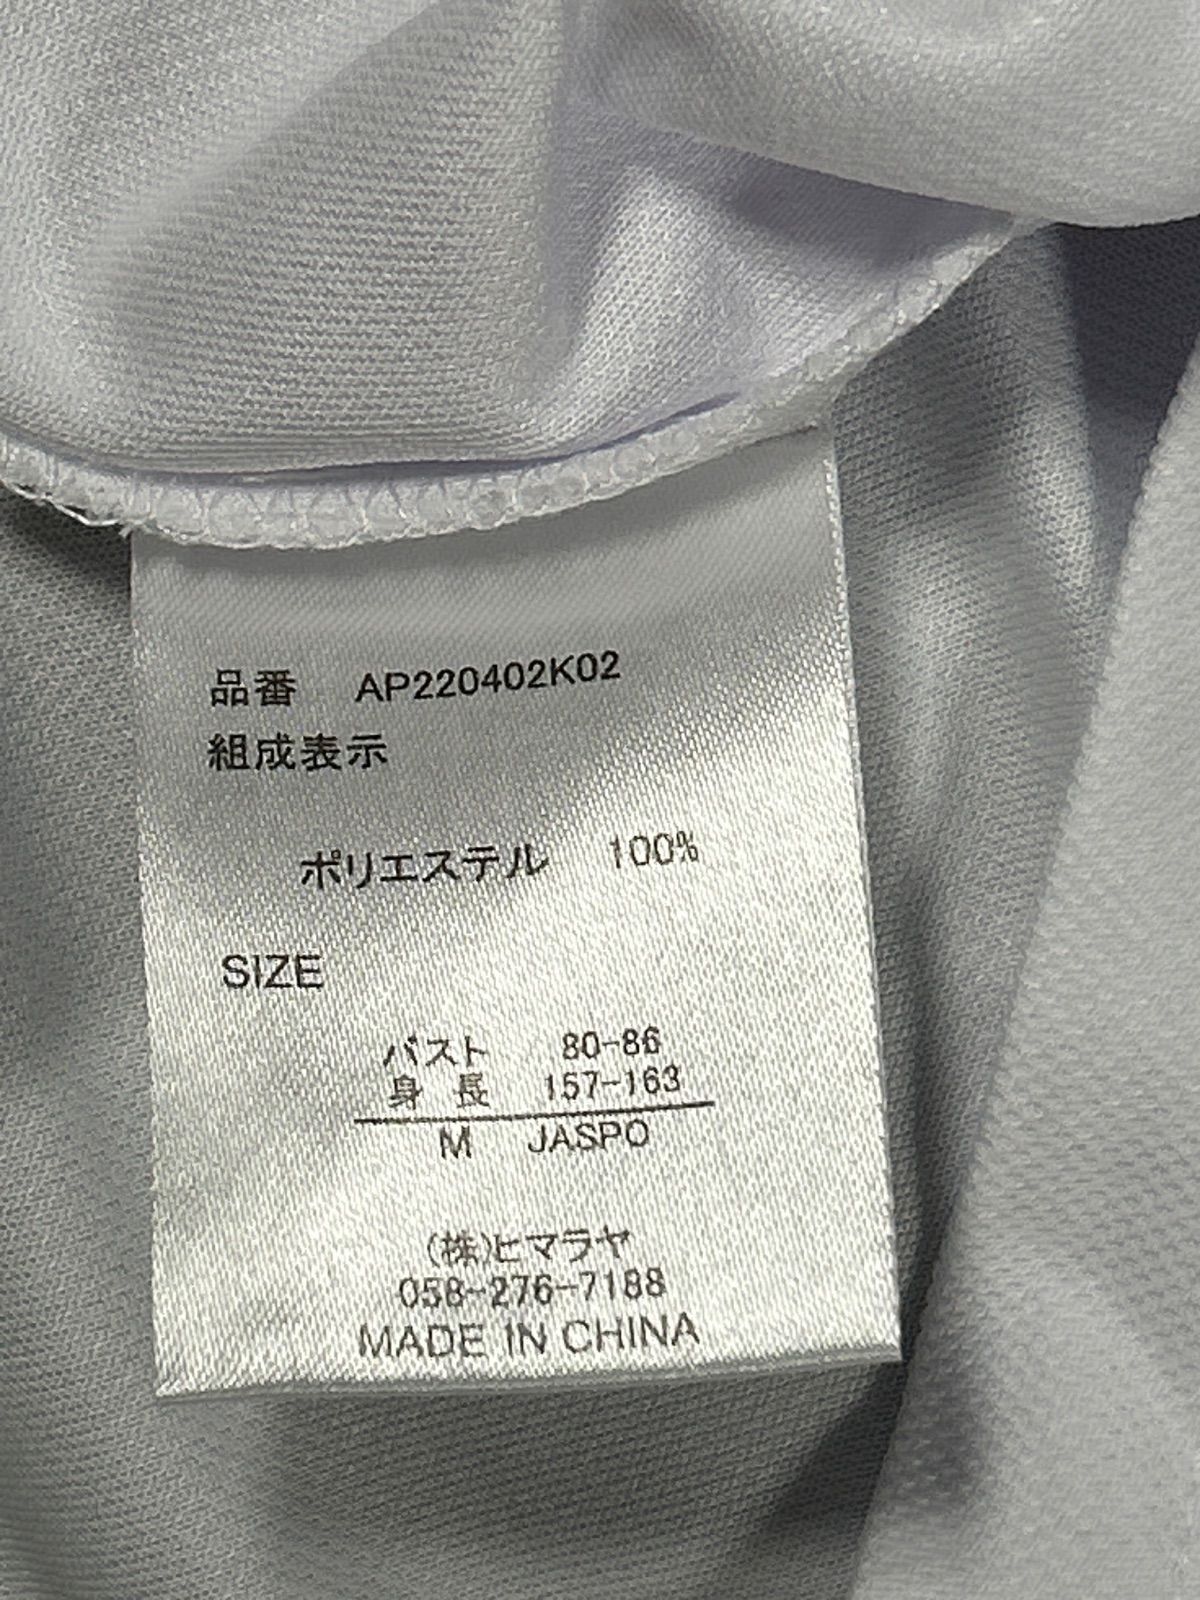 品番 AP220402K02
組成表示
ポリエステル 100%
SIZE
バスト 80-86
身長 157-163
M JASPO
(株)ヒマラヤ
058-276-7188
MADE IN CHINA